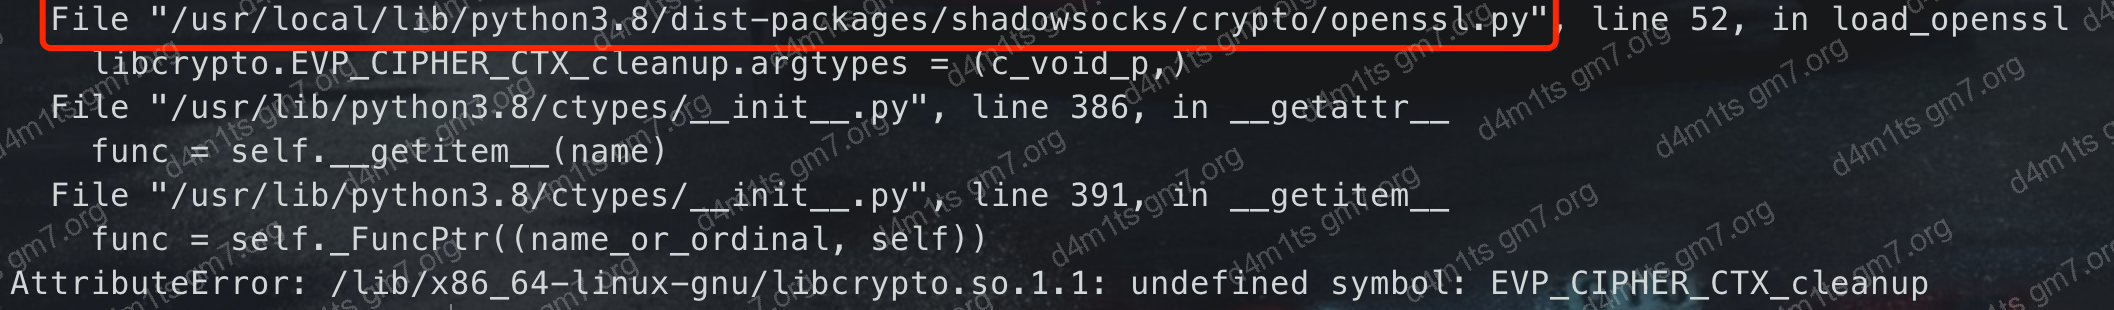 File "/usr/local/lib/python3.8/dist-packages/shadowsocks/crypto/openssl.py", line 52, in load_openssl
libcrypto.EVP_CIPHER_CTX_cleanup.argtypes = (c_void_p,)
File "/usr/lib/python3.8/ctypes/__init__.py", line 386, in __getattr__
func = self.__getitem__(name)
File "/usr/lib/python3.8/ctypes/__init__.py", line 391, in __getitem__
func = self._FuncPtr((name_or_ordinal, self))
AttributeError: /lib/x86_64-linux-gnu/libcrypto.so.1.1: undefined symbol: EVP_CIPHER_CTX_cleanup
d4m1ts gm7.org